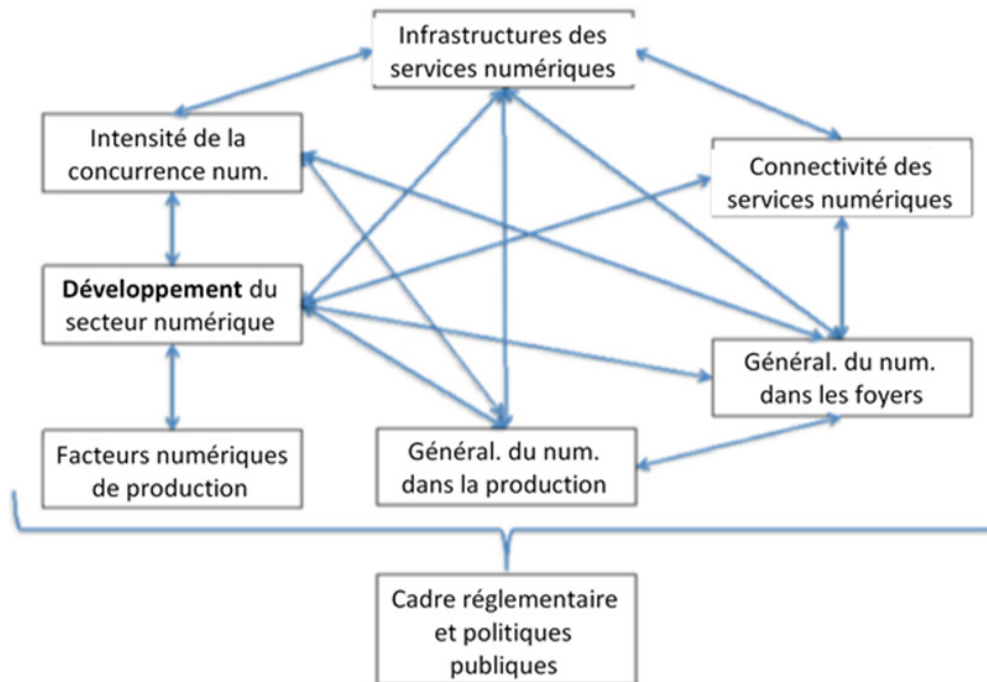 Infrastructures des
services numériques
Intensité de la
concurrence num.
Connectivité des
services numériques
Développement du
secteur numérique
Général. du num.
dans les foyers
Facteurs numériques
de production
Général. du num.
dans la production
Cadre réglementaire
et politiques
publiques